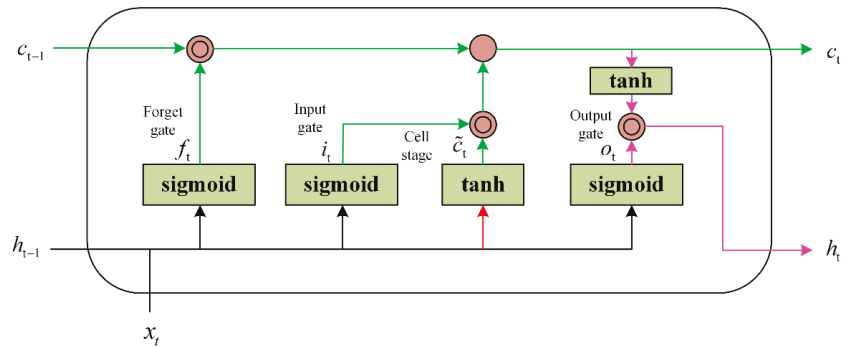 c_{t-1}
c_t
tanh
Forget gate
Input gate
Cell stage
Output gate
f_t
i_t
c̃_t
o_t
sigmoid
sigmoid
tanh
sigmoid
h_{t-1}
h_t
x_t